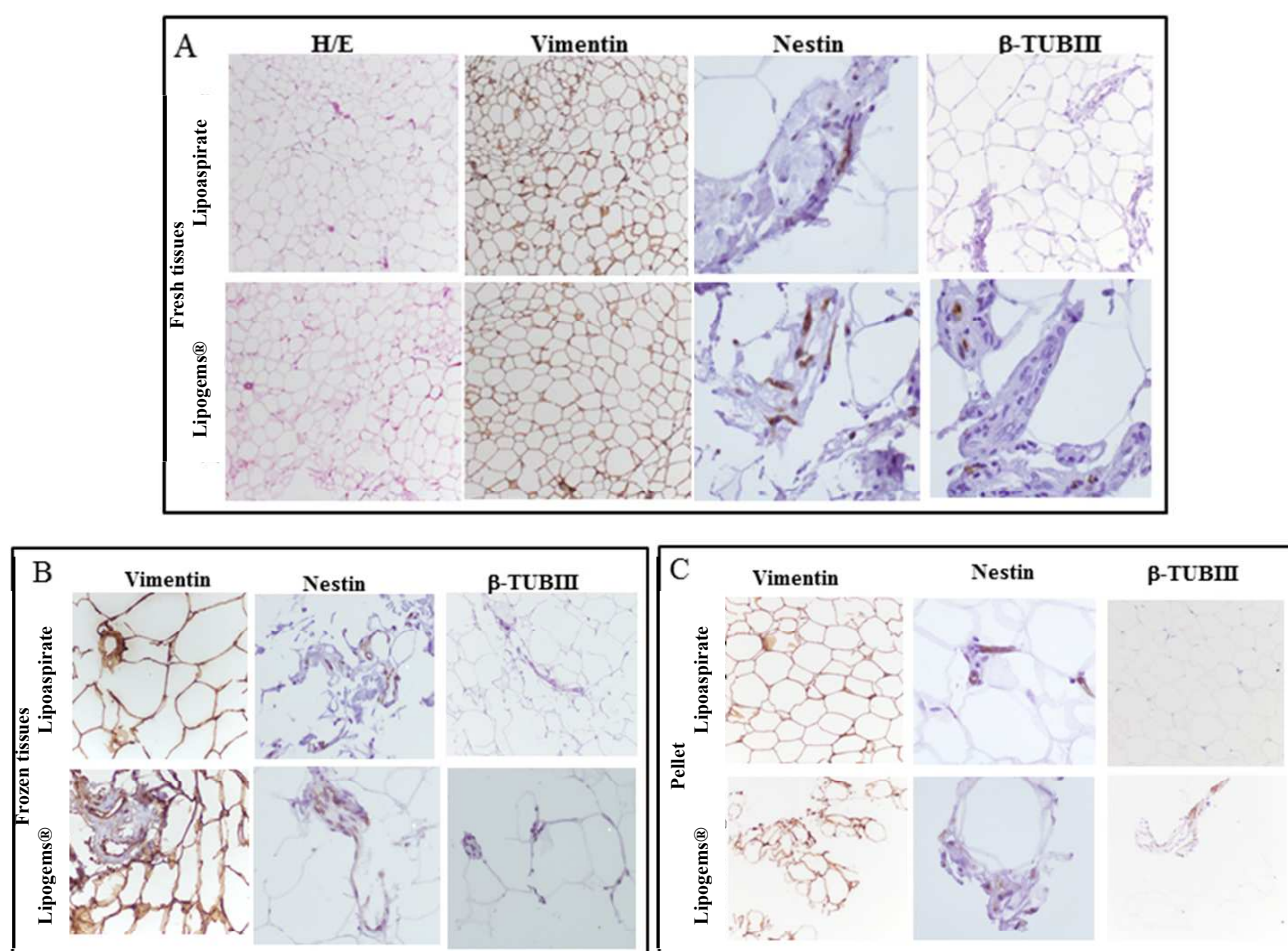 A
H/E Vimentin Nestin β-TUBIII
Fresh tissues
Lipoaspirate
Lipogems®
B
Vimentin Nestin β-TUBIII
Frozen tissues
Lipoaspirate
Lipogems®
C
Vimentin Nestin β-TUBIII
Pellet
Lipoaspirate
Lipogems®